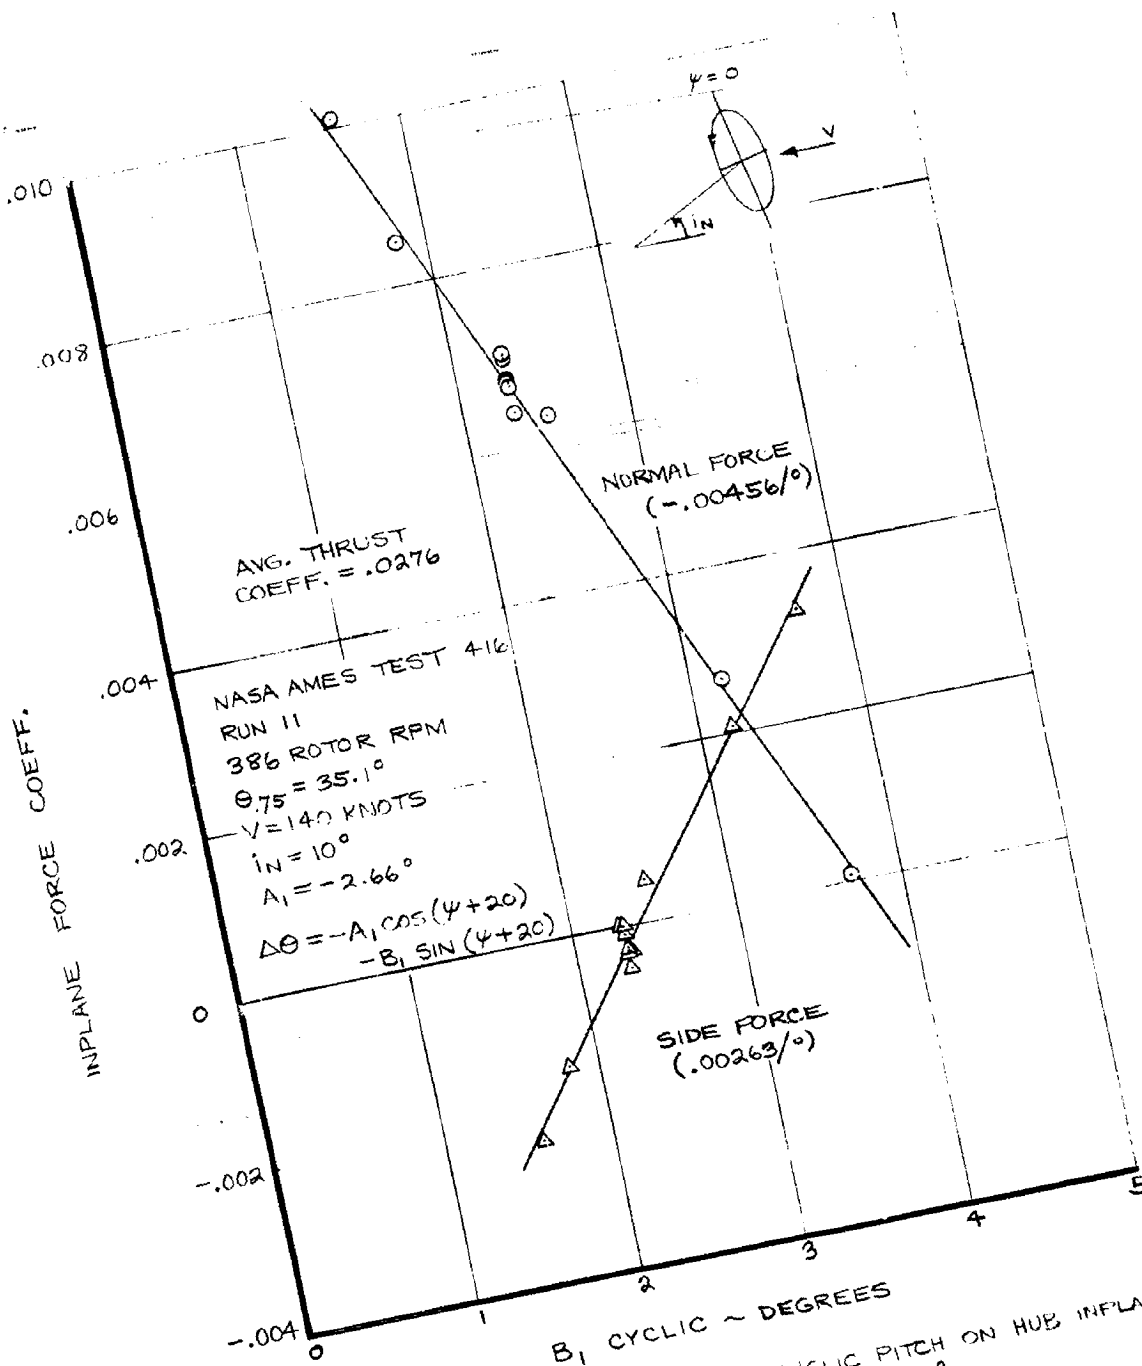 ψ = 0
V
iN
.010
.008
.006
.004
.002
0
-.002
-.004
INPLANE FORCE COEFF.
NORMAL FORCE
(-.00456/°)
AVG. THRUST
COEFF. = .0276
NASA AMES TEST 416
RUN 11
386 ROTOR RPM
θ.75 = 35.1°
V = 140 KNOTS
iN = 10°
A1 = -2.66°
Δθ = -A1 COS (ψ+20)
-B1 SIN (ψ+20)
SIDE FORCE
(.00263/°)
0
1
2
3
4
5
B1 CYCLIC ~ DEGREES
PITCH ON HUB